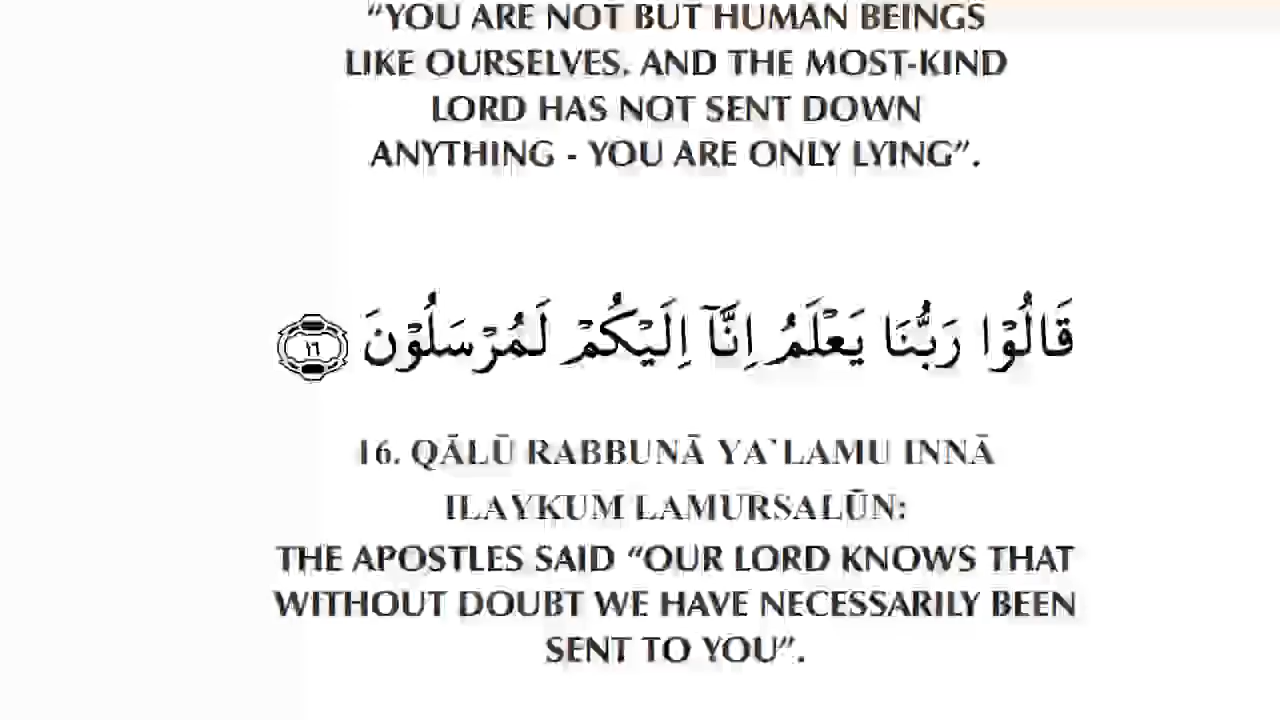 “YOU ARE NOT BUT HUMAN BEINGS
LIKE OURSELVES. AND THE MOST-KIND
LORD HAS NOT SENT DOWN
ANYTHING - YOU ARE ONLY LYING”.
قَالُوْا رَبُّنَا يَعْلَمُ اِنَّآ اِلَيْكُمْ لَمُرْسَلُوْنَ ١٦
16. QĀLŪ RABBUNĀ YA`LAMU INNĀ
ILAYKUM LAMURSALŪN:
THE APOSTLES SAID “OUR LORD KNOWS THAT
WITHOUT DOUBT WE HAVE NECESSARILY BEEN
SENT TO YOU”.